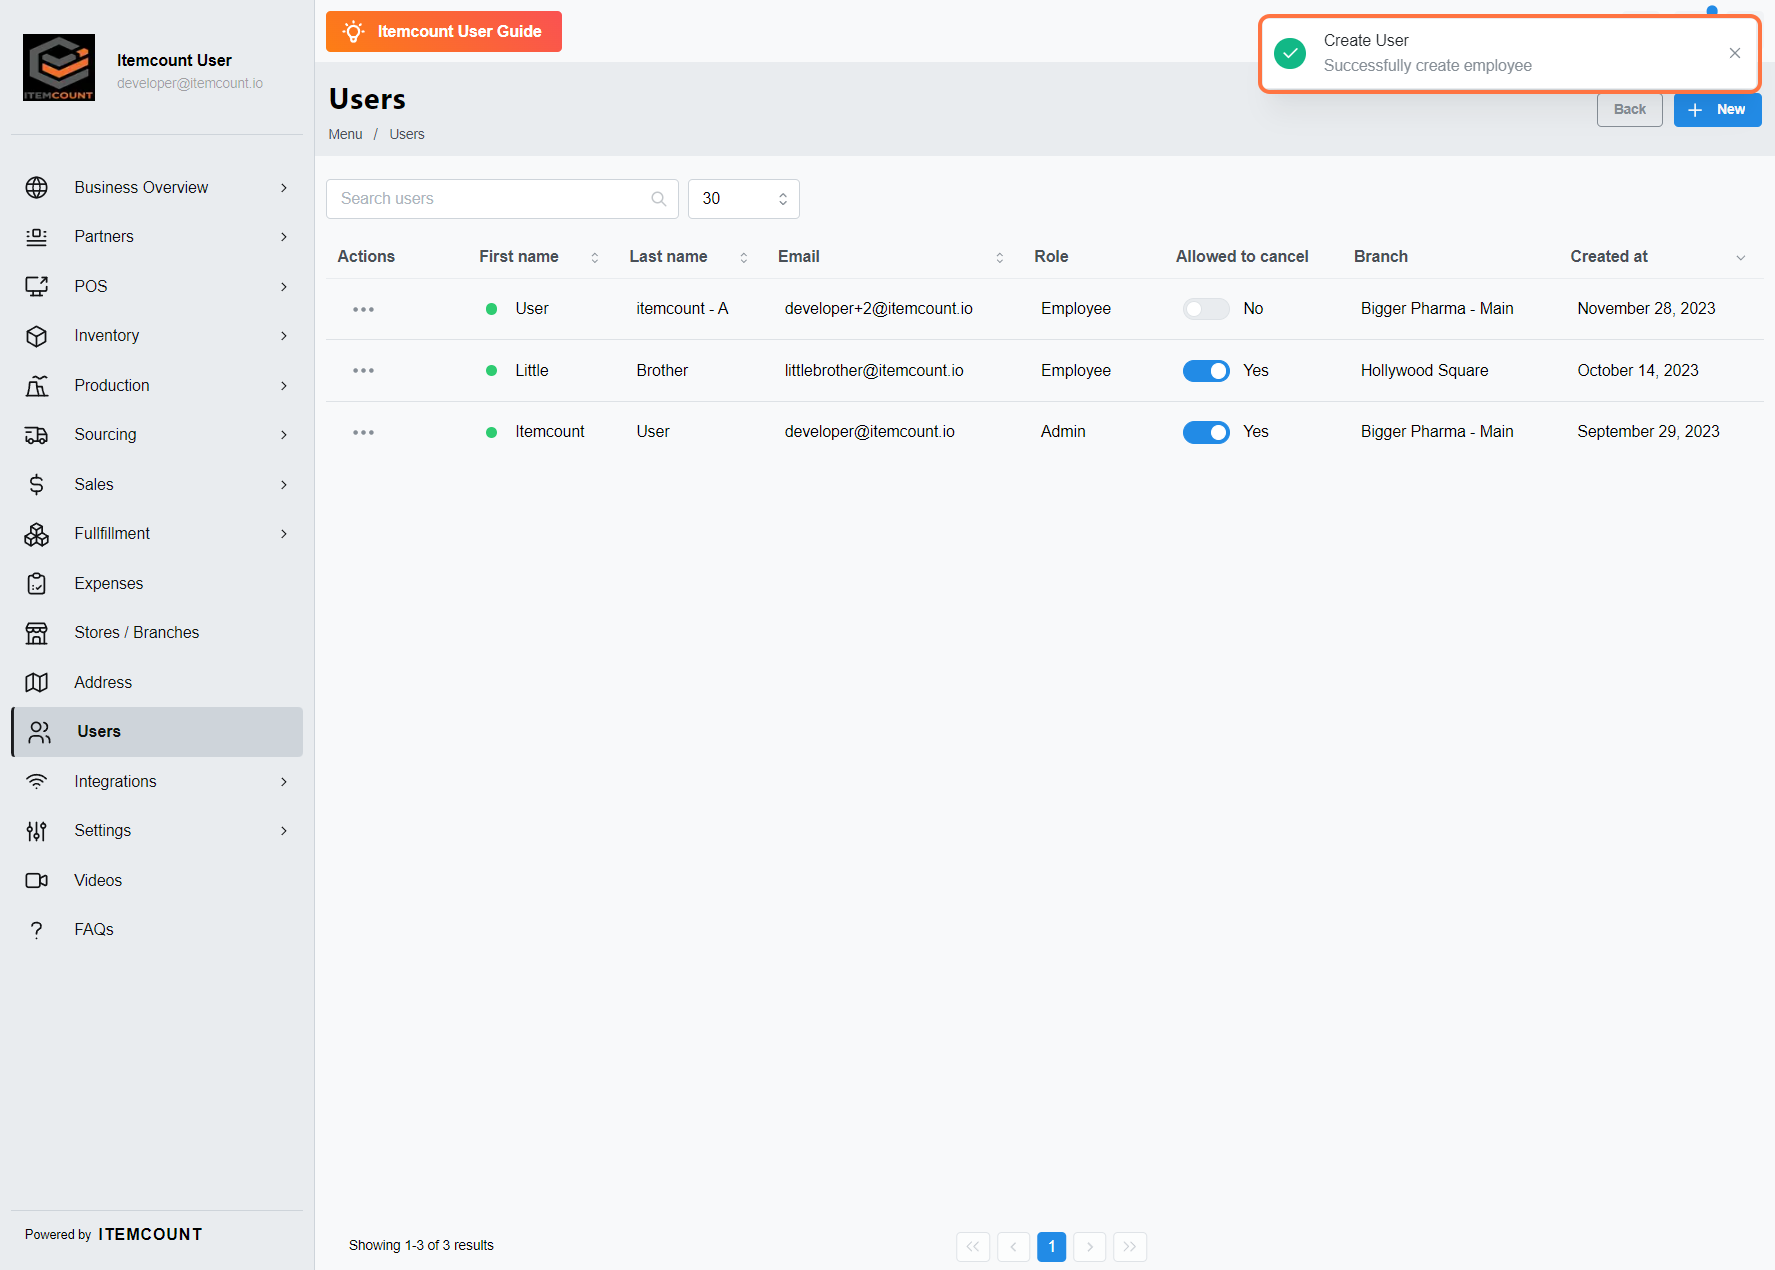 ITEMCOUNT
Itemcount User
developer@itemcount.io
Business Overview
Partners
POS
Inventory
Production
Sourcing
Sales
Fullfillment
Expenses
Stores / Branches
Address
Users
Integrations
Settings
Videos
FAQs
Powered by ITEMCOUNT
Itemcount User Guide
Create User
Successfully create employee
Users
Menu / Users
Back
New
Search users
30
Actions First name Last name Email Role Allowed to cancel Branch Created at
User itemcount - A developer+2@itemcount.io Employee No Bigger Pharma - Main November 28, 2023
Little Brother littlebrother@itemcount.io Employee Yes Hollywood Square October 14, 2023
Itemcount User developer@itemcount.io Admin Yes Bigger Pharma - Main September 29, 2023
Showing 1-3 of 3 results
1